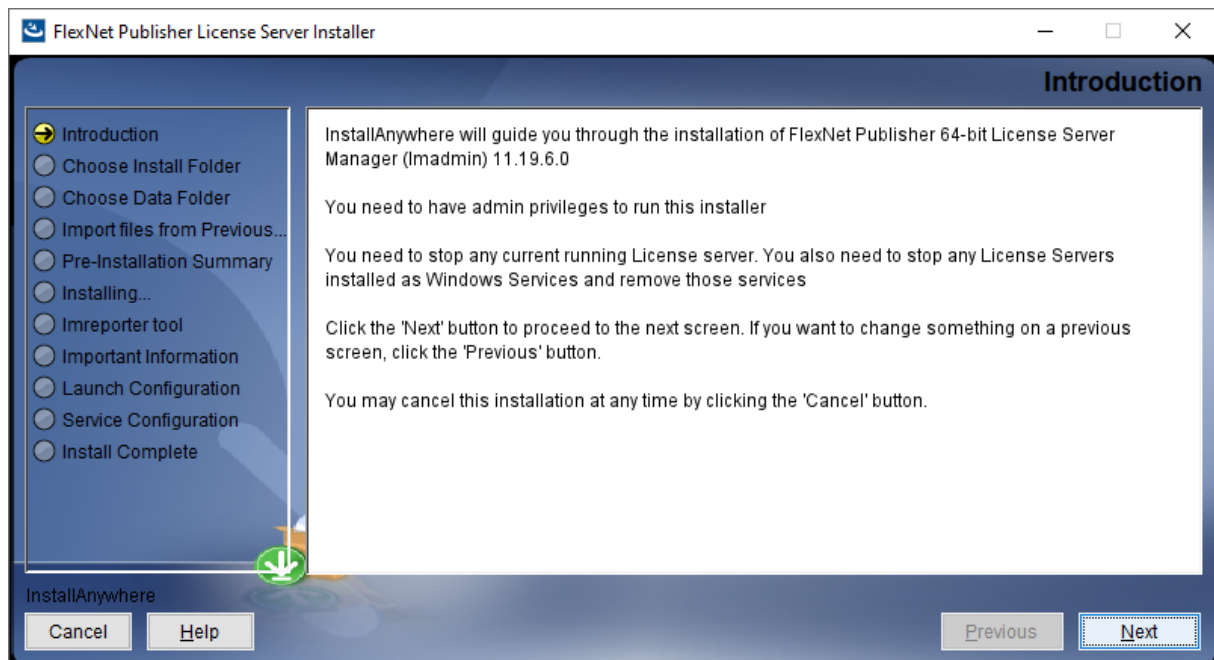 FlexNet Publisher License Server Installer
Introduction
Introduction
Choose Install Folder
Choose Data Folder
Import files from Previous...
Pre-Installation Summary
Installing...
lmreporter tool
Important Information
Launch Configuration
Service Configuration
Install Complete
InstallAnywhere will guide you through the installation of FlexNet Publisher 64-bit License Server
Manager (lmadmin) 11.19.6.0
You need to have admin privileges to run this installer
You need to stop any current running License server. You also need to stop any License Servers
installed as Windows Services and remove those services
Click the 'Next' button to proceed to the next screen. If you want to change something on a previous
screen, click the 'Previous' button.
You may cancel this installation at any time by clicking the 'Cancel' button.
InstallAnywhere
Cancel
Help
Previous
Next